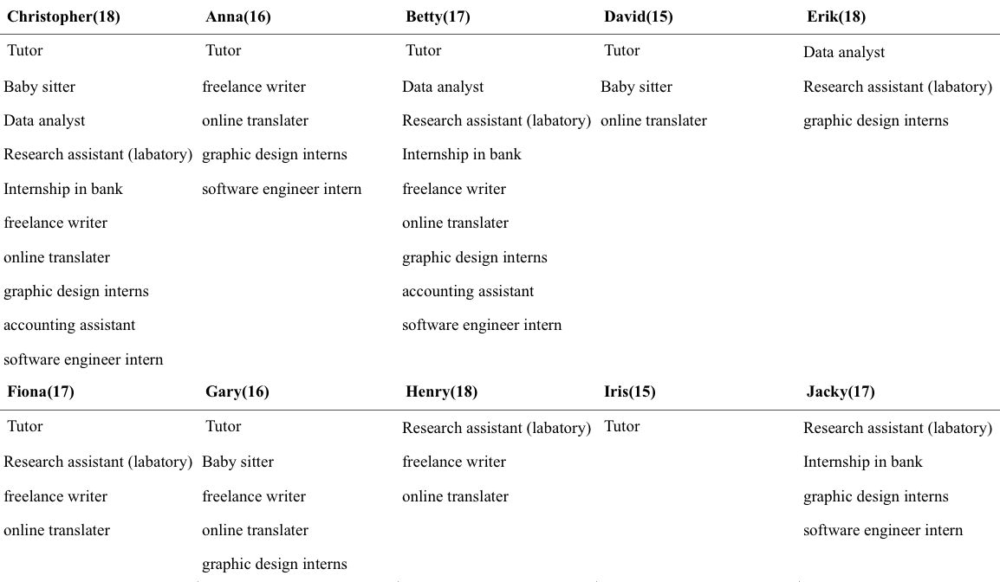 Christopher(18) Anna(16) Betty(17) David(15) Erik(18)
Tutor Tutor Tutor Tutor Data analyst
Baby sitter freelance writer Data analyst Baby sitter Research assistant (labatory)
Data analyst online translater Research assistant (labatory) online translater graphic design interns
Research assistant (labatory) graphic design interns Internship in bank
Internship in bank software engineer intern freelance writer
freelance writer online translater
online translater graphic design interns
graphic design interns accounting assistant
accounting assistant software engineer intern
software engineer intern
Fiona(17) Gary(16) Henry(18) Iris(15) Jacky(17)
Tutor Tutor Research assistant (labatory) Tutor Research assistant (labatory)
Research assistant (labatory) Baby sitter freelance writer Internship in bank
freelance writer freelance writer online translater graphic design interns
online translater online translater software engineer intern
graphic design interns